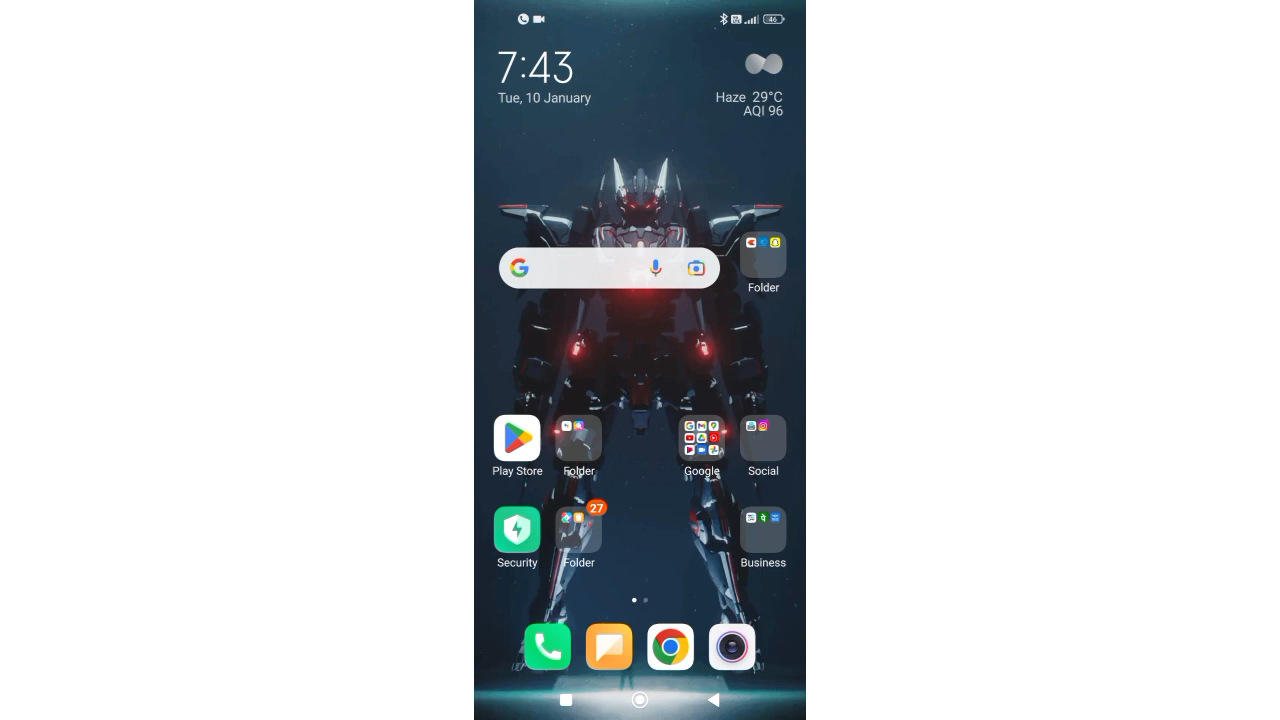 46
7:43
Tue, 10 January
Haze 29°C
AQI 96
Folder
Play Store
Folder
Google
Social
27
Security
Folder
Business